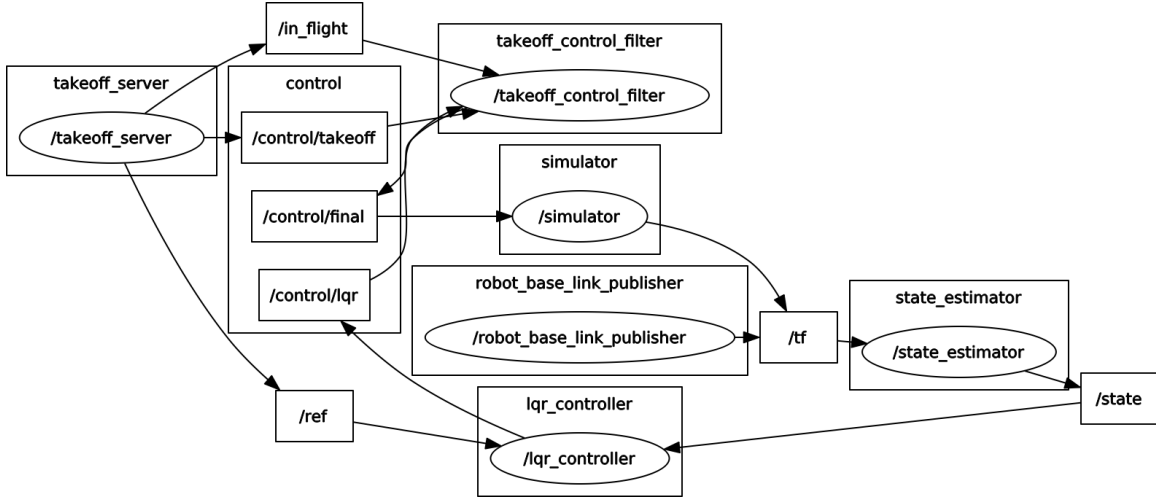 /in_flight
takeoff_control_filter
/takeoff_control_filter
takeoff_server
/takeoff_server
control
/control/takeoff
/control/final
/control/lqr
simulator
/simulator
robot_base_link_publisher
/robot_base_link_publisher
/tf
state_estimator
/state_estimator
/state
/ref
lqr_controller
/lqr_controller